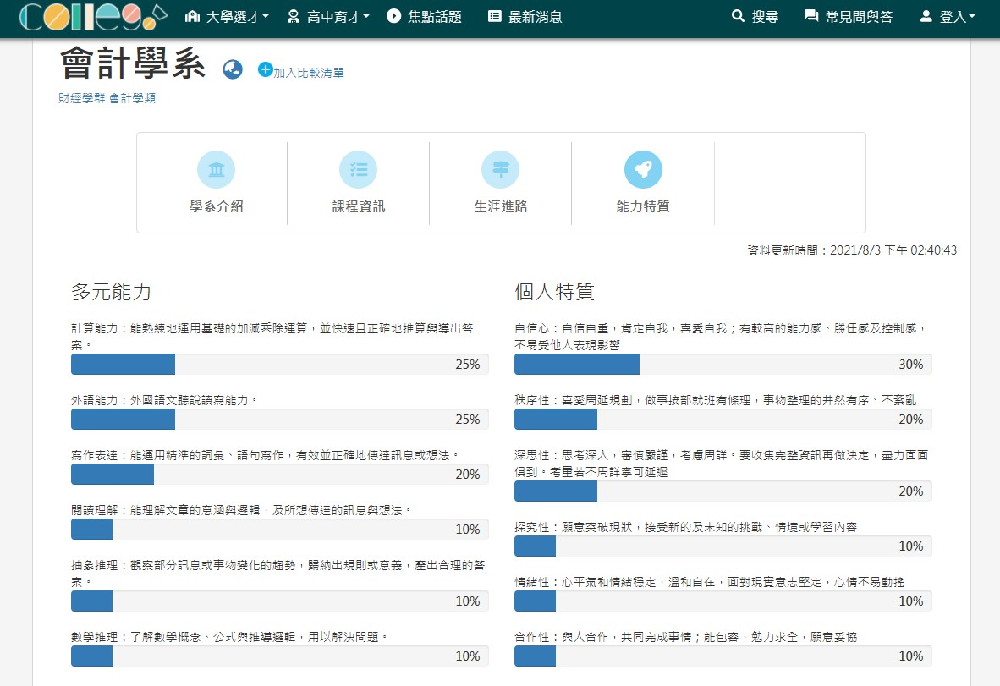 Collego
大學選才 高中育才 焦點話題 最新消息 搜尋 常見問與答 登入
會計學系 加入比較清單
財經學群 會計學類
學系介紹 課程資訊 生涯進路 能力特質
資料更新時間：2021/8/3 下午 02:40:43
多元能力
計算能力：能熟練地運用基礎的加減乘除運算，並快速且正確地推算與導出答
案。
25%
外語能力：外國語文聽說讀寫能力。
25%
寫作表達：能運用精準的詞彙、語句寫作，有效並正確地傳達訊息或想法。
20%
閱讀理解：能理解文章的意涵與邏輯，及所想傳達的訊息與想法。
10%
抽象推理：觀察部分訊息或事物變化的趨勢，歸納出規則或意義，產出合理的答
案。
10%
數學推理：了解數學概念、公式與推導邏輯，用以解決問題。
10%
個人特質
自信心：自信自重，肯定自我，喜愛自我；有較高的能力感、勝任感及控制感，
不易受他人表現影響
30%
秩序性：喜愛周延規劃，做事按部就班有條理，事物整理的井然有序、不紊亂
20%
深思性：思考深入，審慎嚴謹，考慮周詳。要收集完整資訊再做決定，盡力面面
俱到。考量若不周詳寧可延遲
20%
探究性：願意突破現狀，接受新的及未知的挑戰、情境或學習內容
10%
情緒性：心平氣和情緒穩定，溫和自在，面對現實意志堅定，心情不易動搖
10%
合作性：與人合作，共同完成事情；能包容，勉力求全，願意妥協
10%